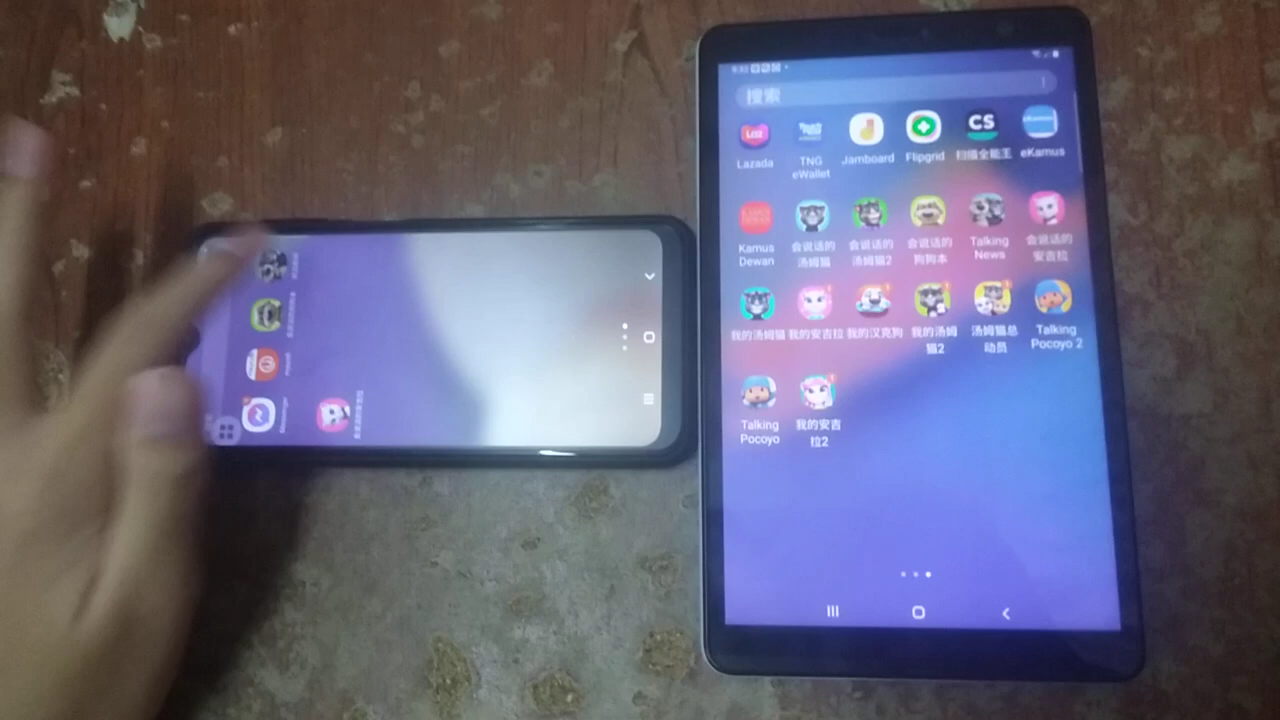 搜索
Lazada
TNG
eWallet
Jamboard
Flipgrid
CS
扫描全能王
eKamus
Kamus
Dewan
会说话的
汤姆猫
会说话的
汤姆猫2
会说话的
狗狗本
Talking
News
会说话的
安吉拉
我的汤姆猫
我的安吉拉
我的汉克狗
我的汤姆
猫2
汤姆猫总
动员
Talking
Pocoyo 2
Talking
Pocoyo
我的安吉
拉2
Messenger